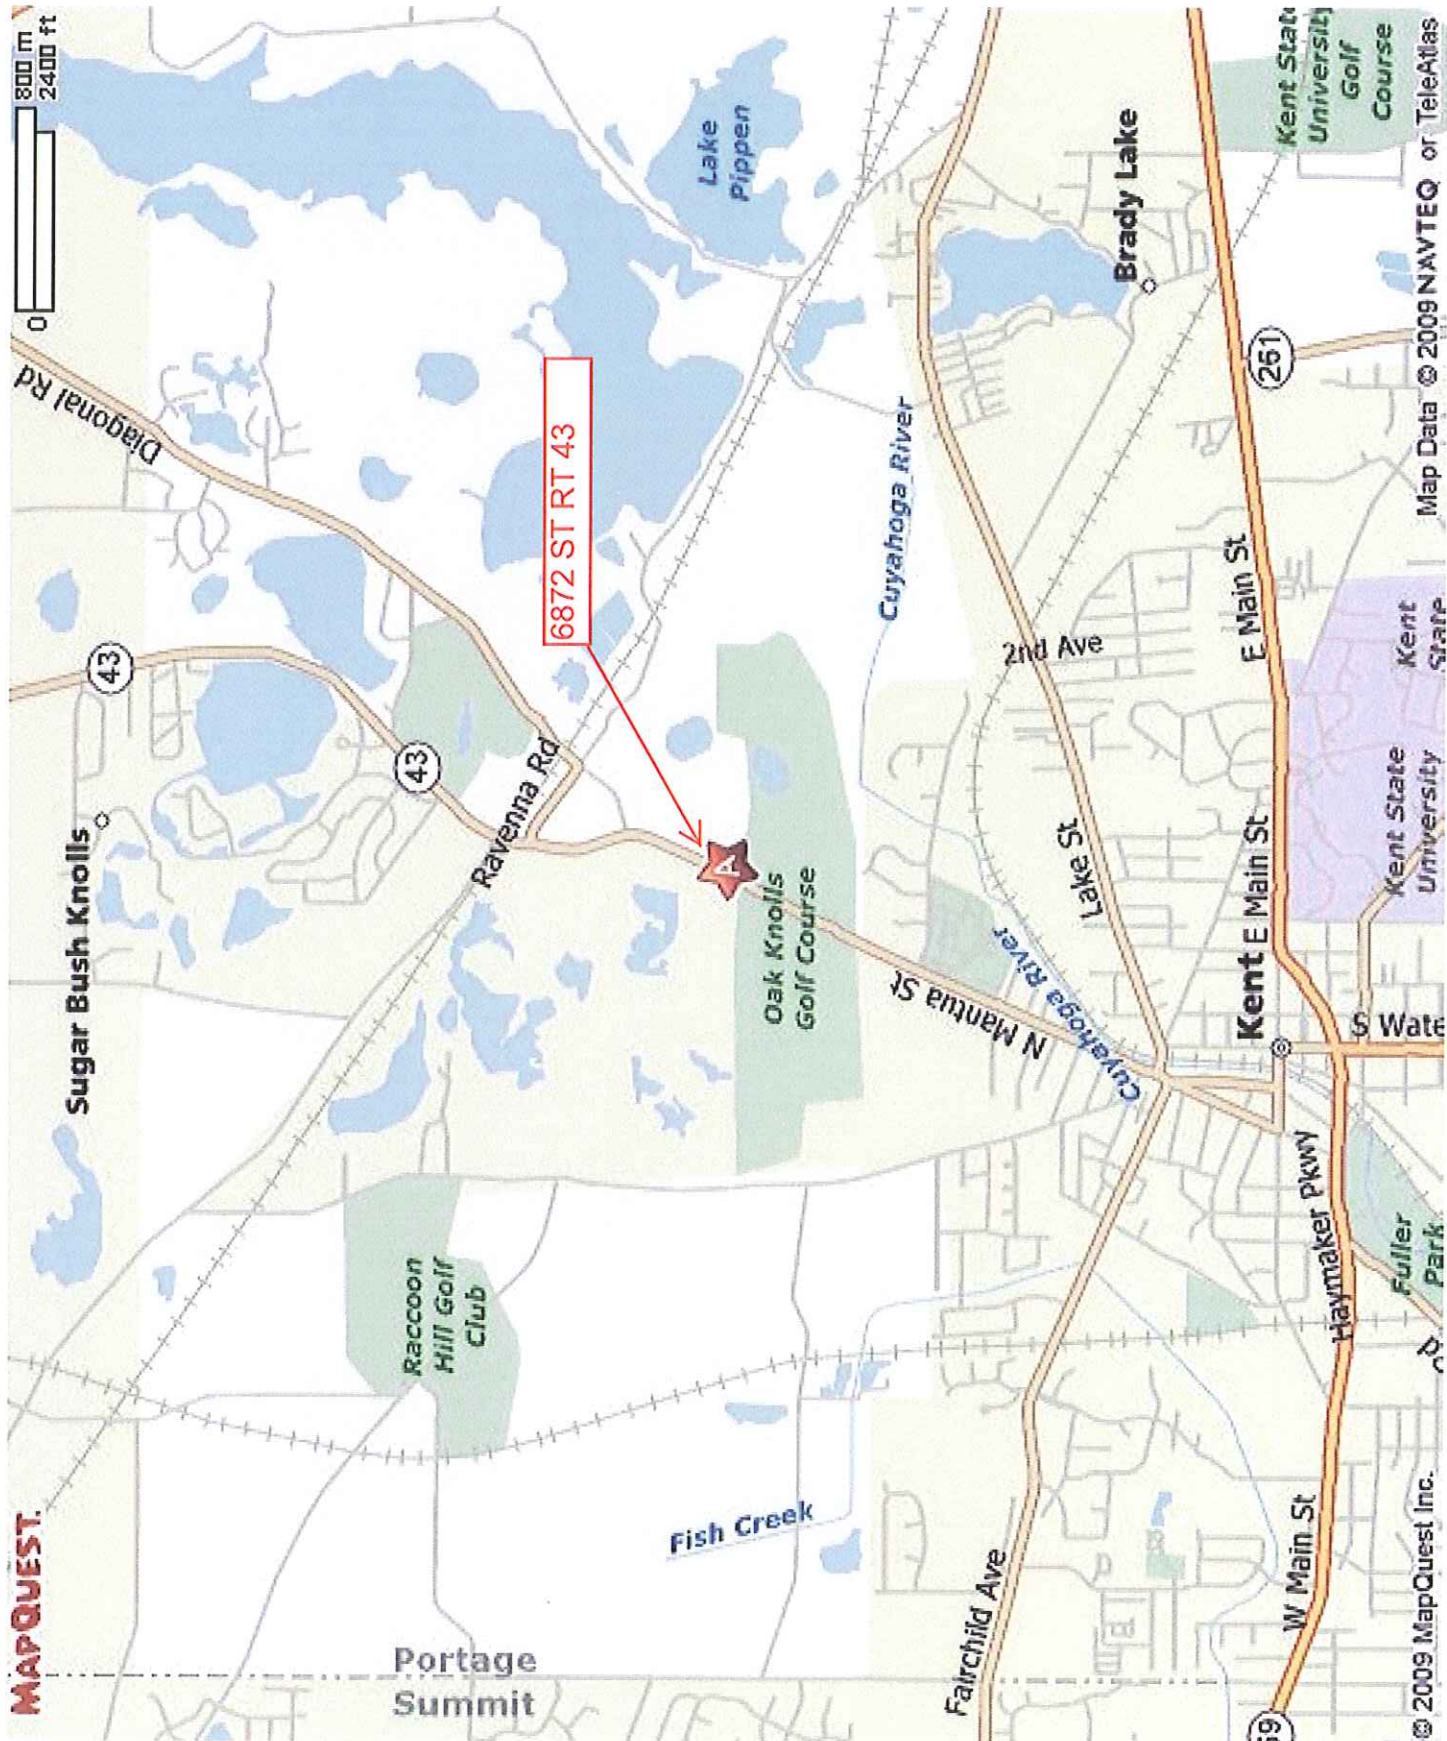 MAPQUEST.
0
800 m
2400 ft
Sugar Bush Knolls
43
Diagonal Rd
43
Raccoon
Hill Golf
Club
Portage
Summit
Ravenna Rd
6872 ST RT 43
Lake
Pippen
A
Oak Knolls
Golf Course
Fish Creek
Cuyahoga River
N Mantua St
Cuyahoga River
Lake St
2nd Ave
Brady Lake
Fairchild Ave
Kent
E Main St
E Main St
261
Kent State
University
Golf
Course
W Main St
Haymaker Pkwy
Fuller
Park
S Wate
Kent State
University
Kent
State
59
© 2009 MapQuest Inc.
Map Data © 2009 NAVTEQ or TeleAtlas